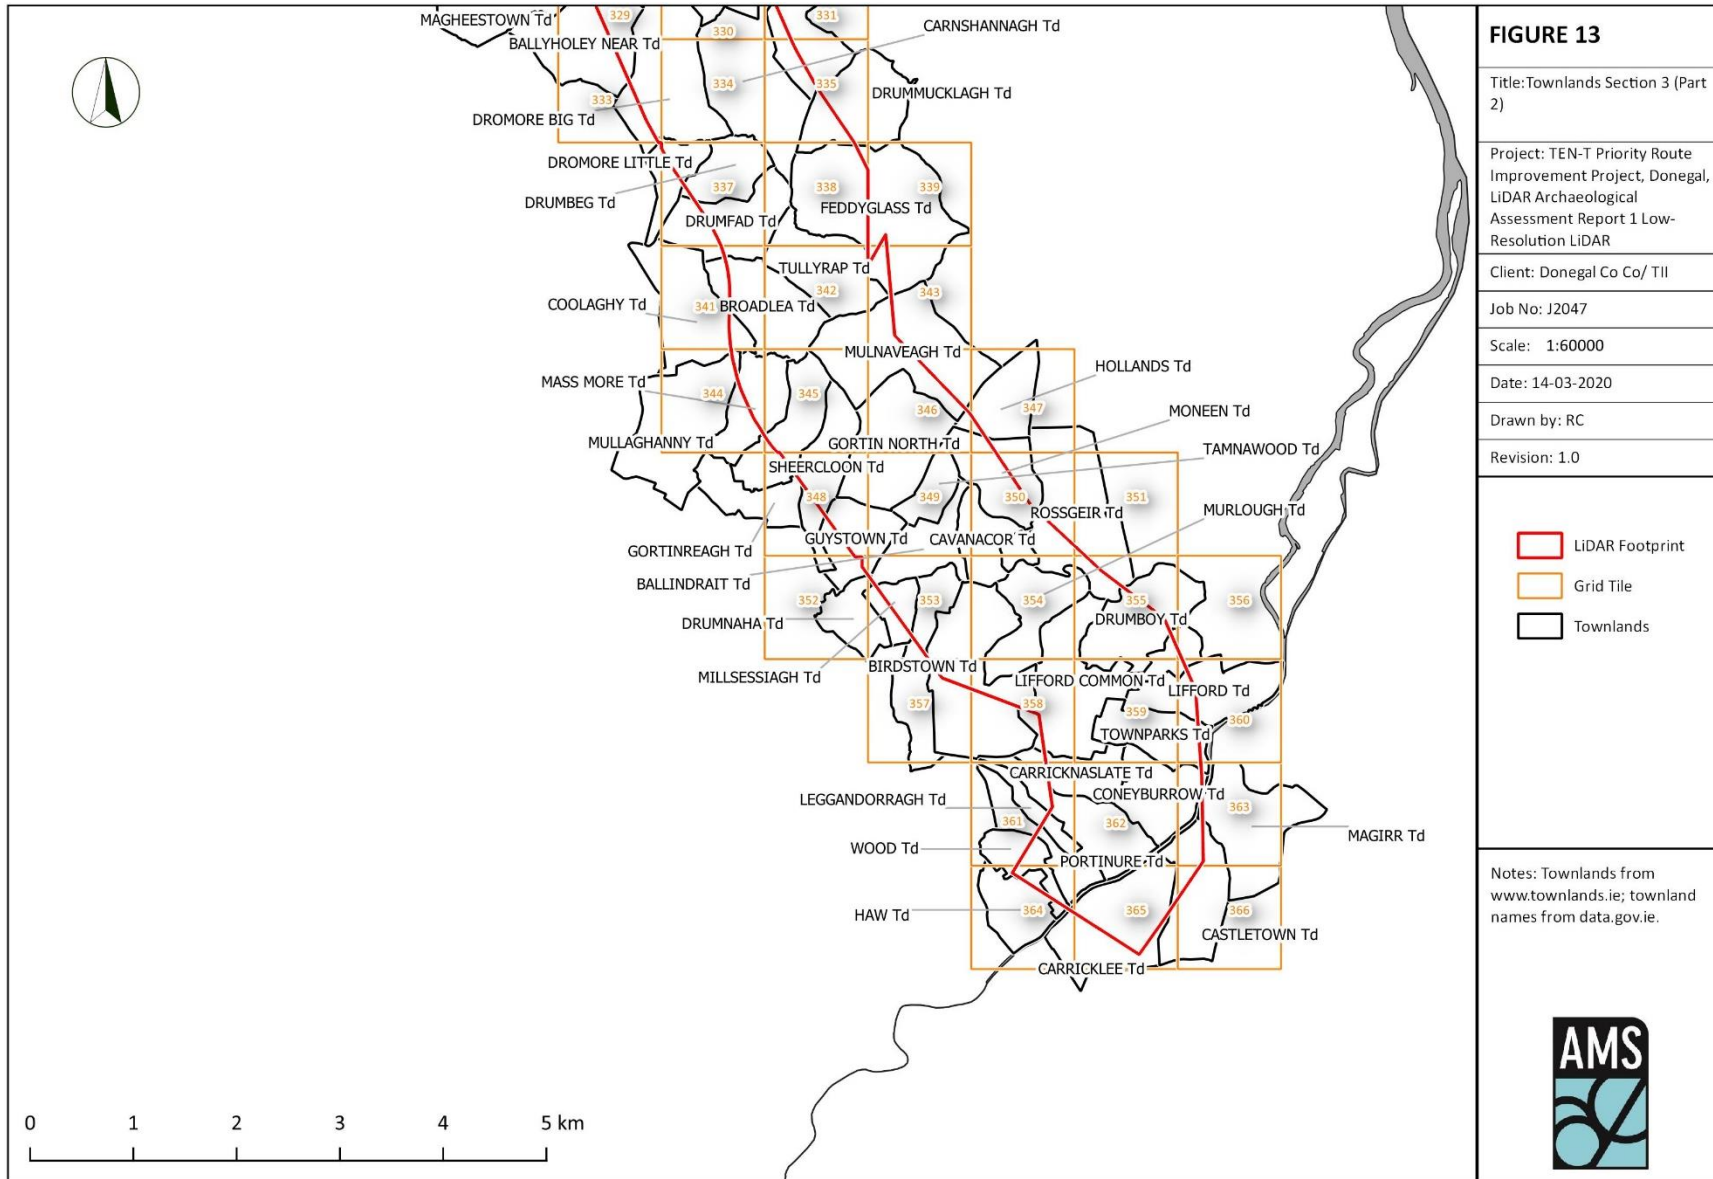 MAGHEESTOWN Td
329
331
CARNSHANNAGH Td
330
BALLYHOLEY NEAR Td
334
335
DRUMMUCKLAGH Td
333
DROMORE BIG Td
DROMORE LITTLE Td
337
338
339
DRUMBEG Td
FEDDYGLASS Td
DRUMFAD Td
TULLYRAP Td
342
343
COOLAGHY Td
341
BROADLEA Td
MULNAVEAGH Td
HOLLANDS Td
MASS MORE Td
344
345
346
347
MONEEN Td
MULLAGHANNY Td
GORTIN NORTH Td
TAMNAWOOD Td
SHEERCLOON Td
348
349
350
351
ROSSGEIR Td
MURLOUGH Td
GORTINREAGH Td
GUYSTOWN Td
CAVANACOR Td
BALLINDRAIT Td
352
353
354
355
356
DRUMNAHA Td
DRUMBOY Td
MILLSESSIAGH Td
BIRDSTOWN Td
LIFFORD COMMON Td
LIFFORD Td
357
358
359
360
TOWNPARKS Td
CARRICKNASLATE Td
LEGGANDORRAGH Td
CONEYBURROW Td
361
362
363
MAGIRR Td
WOOD Td
PORTINURE Td
HAW Td
364
365
366
CASTLETOWN Td
CARRICKLEE Td
0 1 2 3 4 5 km
FIGURE 13
Title:Townlands Section 3 (Part
2)
Project: TEN-T Priority Route
Improvement Project, Donegal,
LiDAR Archaeological
Assessment Report 1 Low-
Resolution LiDAR
Client: Donegal Co Co/ TII
Job No: J2047
Scale: 1:60000
Date: 14-03-2020
Drawn by: RC
Revision: 1.0
LiDAR Footprint
Grid Tile
Townlands
Notes: Townlands from
www.townlands.ie; townland
names from data.gov.ie.
AMS